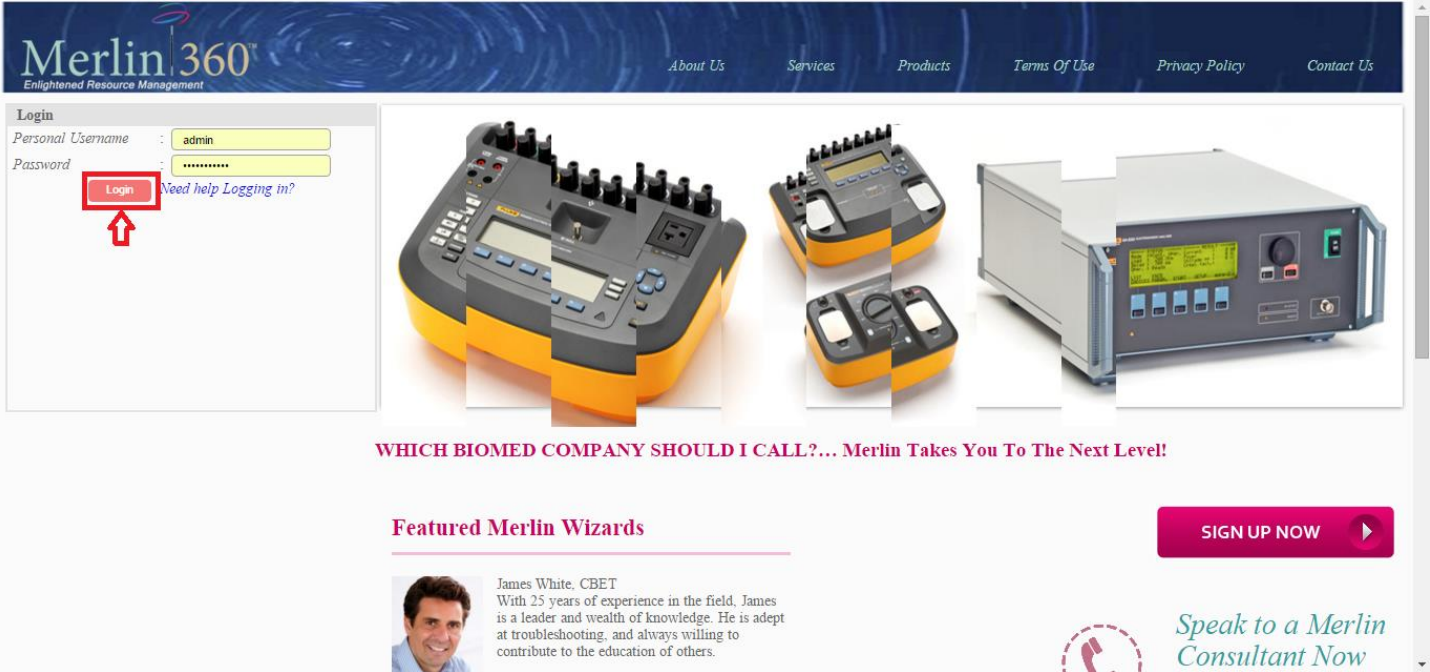 Merlin 360™
Enlightened Resource Management
About Us Services Products Terms Of Use Privacy Policy Contact Us
Login
Personal Username : admin
Password : •••••••••••
Login Need help Logging in?
WHICH BIOMED COMPANY SHOULD I CALL?... Merlin Takes You To The Next Level!
Featured Merlin Wizards
SIGN UP NOW
James White, CBET
With 25 years of experience in the field, James
is a leader and wealth of knowledge. He is adept
at troubleshooting, and always willing to
contribute to the education of others.
Speak to a Merlin
Consultant Now